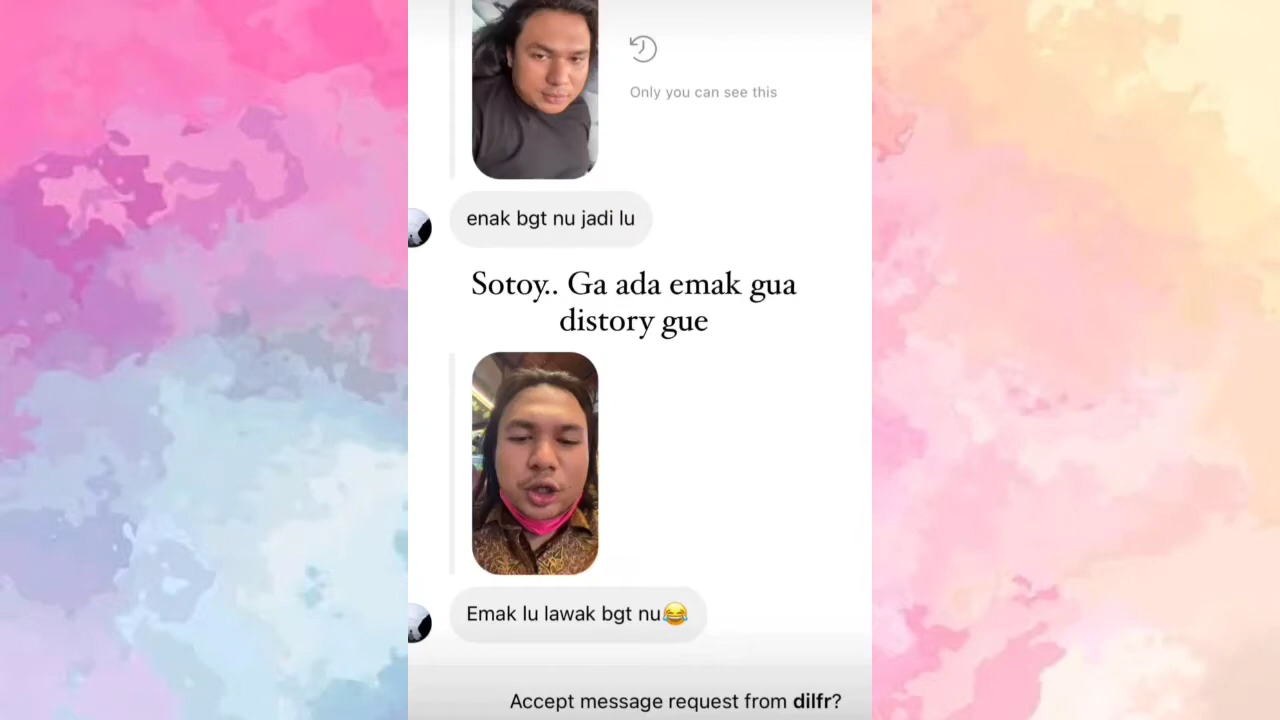 Only you can see this
enak bgt nu jadi lu
Sotoy.. Ga ada emak gua
distory gue
Emak lu lawak bgt nu😂
Accept message request from dilfr?